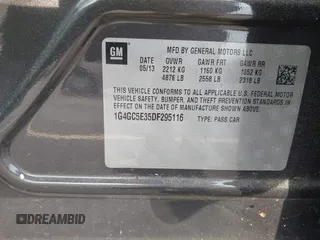 GM
MFD BY GENERAL MOTORS LLC
DATE GVWR GAWR FRT GAWR RR
05/13 2212 KG 1160 KG 1052 KG
4876 LB 2558 LB 2318 LB
THIS VEHICLE CONFORMS TO ALL APPLICABLE U.S. FEDERAL MOTOR
VEHICLE SAFETY, BUMPER, AND THEFT PREVENTION STANDARDS
IN EFFECT ON THE DATE OF MANUFACTURE SHOWN ABOVE.
1G4GC5E35DF295116 TYPE: PASS CAR
DREAMBID